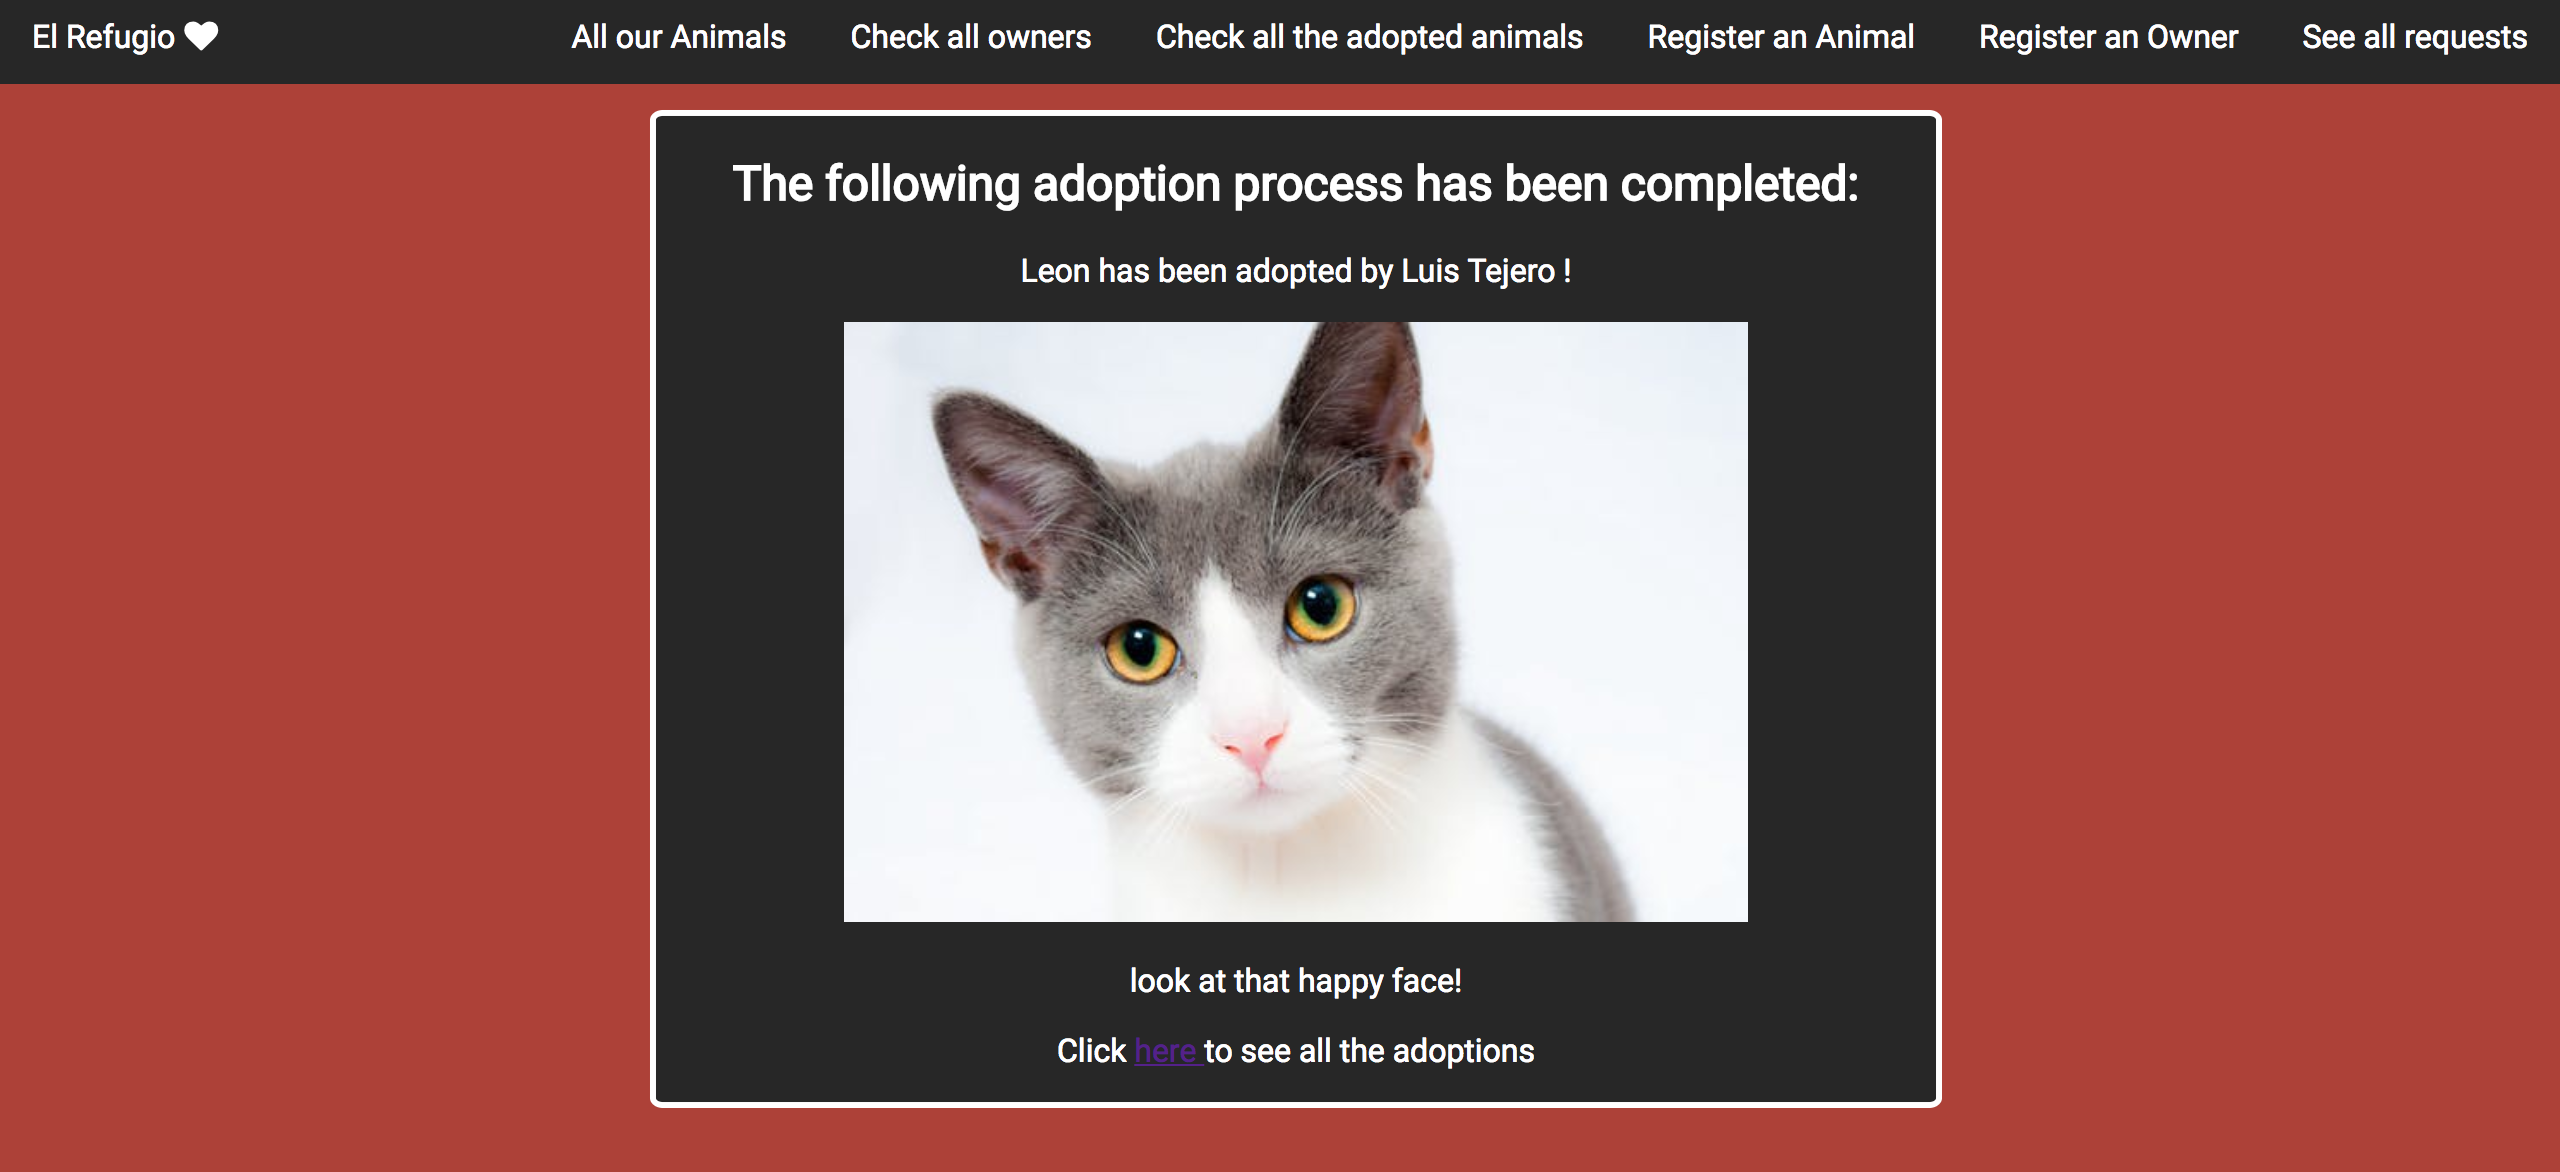 El Refugio
All our Animals
Check all owners
Check all the adopted animals
Register an Animal
Register an Owner
See all requests
The following adoption process has been completed:
Leon has been adopted by Luis Tejero !
look at that happy face!
Click here to see all the adoptions